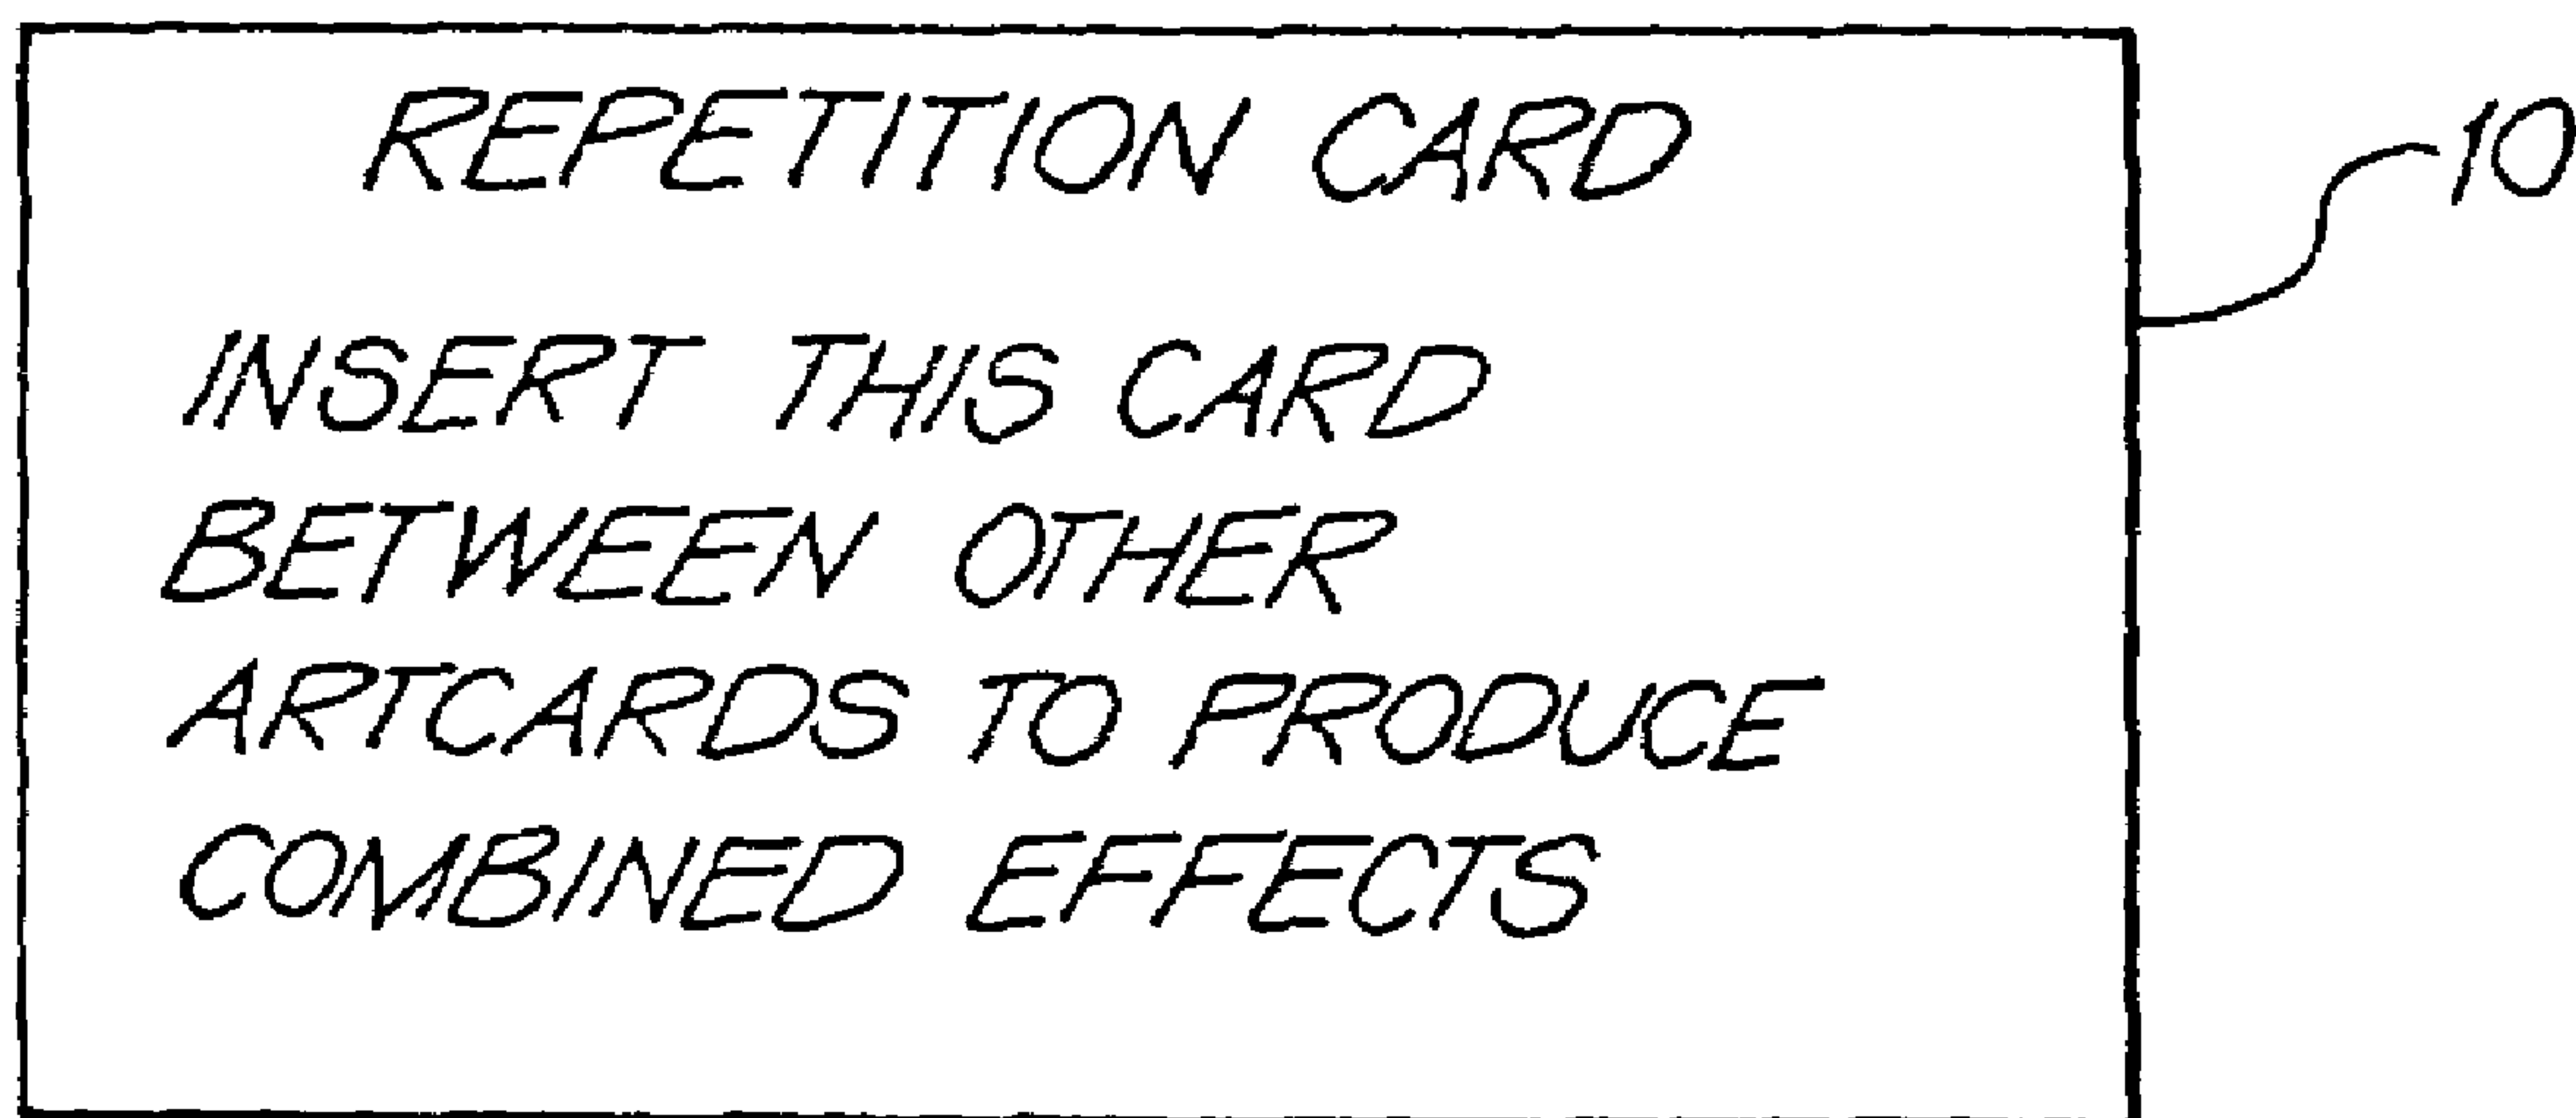 REPETITION CARD
10
INSERT THIS CARD
BETWEEN OTHER
ARTCARDS TO PRODUCE
COMBINED EFFECTS